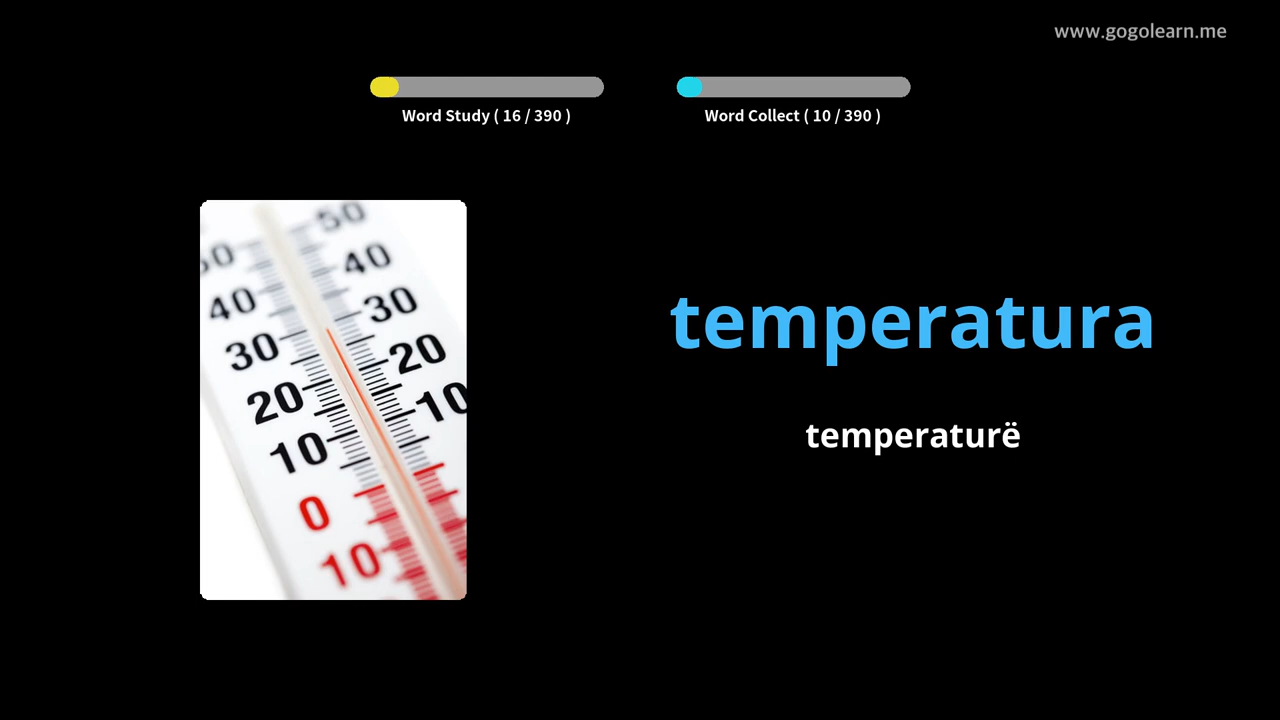 www.gogolearn.me
Word Study ( 16 / 390 )
Word Collect ( 10 / 390 )
50
40
40
30
30
20
20
10
10
0
10
temperatura
temperaturë